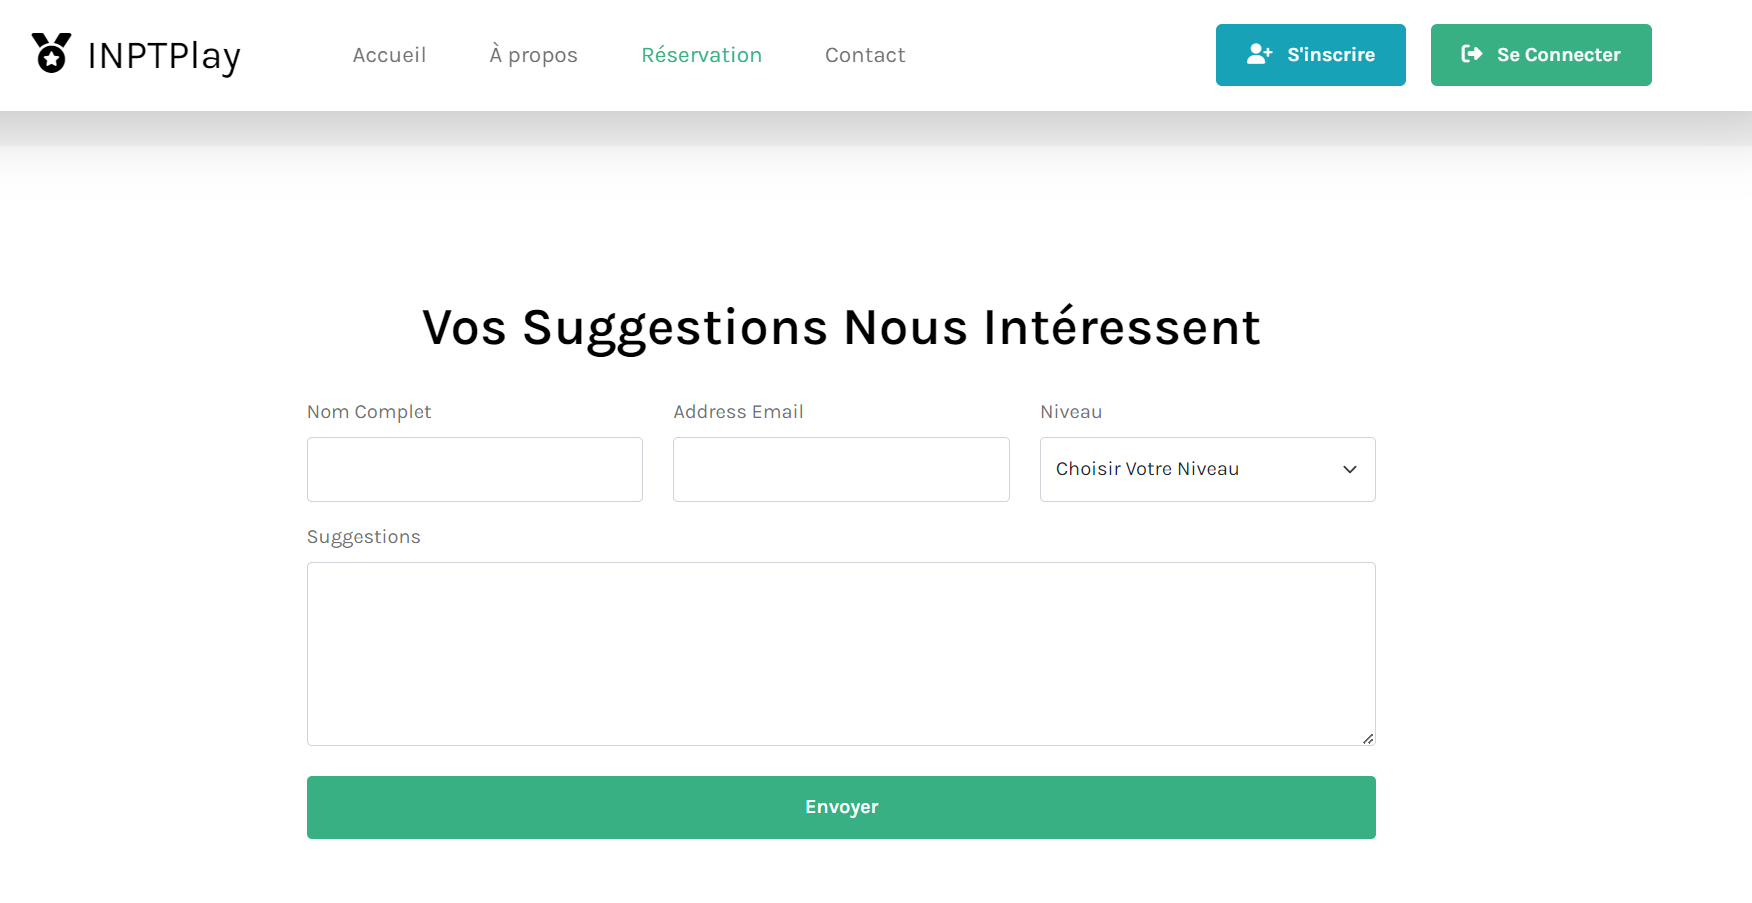 INPTPlay Accueil À propos Réservation Contact S'inscrire Se Connecter
Vos Suggestions Nous Intéressent
Nom Complet Address Email Niveau
Choisir Votre Niveau
Suggestions
Envoyer